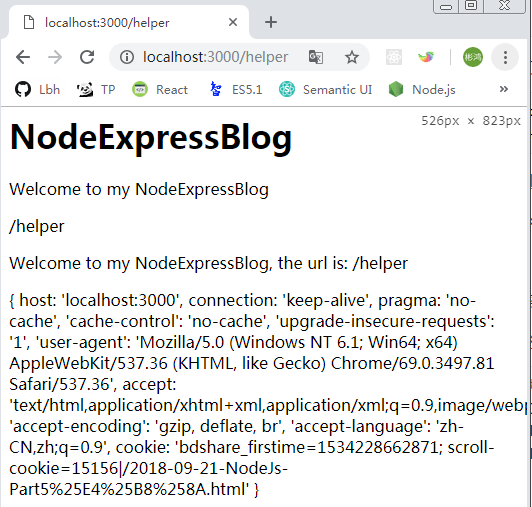 localhost:3000/helper
localhost:3000/helper
彬鸿
Lbh TP React ES5.1 Semantic UI Node.js »
526px × 823px
NodeExpressBlog
Welcome to my NodeExpressBlog
/helper
Welcome to my NodeExpressBlog, the url is: /helper
{ host: 'localhost:3000', connection: 'keep-alive', pragma: 'no-
cache', 'cache-control': 'no-cache', 'upgrade-insecure-requests':
'1', 'user-agent': 'Mozilla/5.0 (Windows NT 6.1; Win64; x64)
AppleWebKit/537.36 (KHTML, like Gecko) Chrome/69.0.3497.81
Safari/537.36', accept:
'text/html,application/xhtml+xml,application/xml;q=0.9,image/webp
'accept-encoding': 'gzip, deflate, br', 'accept-language': 'zh-
CN,zh;q=0.9', cookie: 'bdshare_firstime=1534228662871; scroll-
cookie=15156|/2018-09-21-NodeJs-
Part5%25E4%25B8%258A.html' }